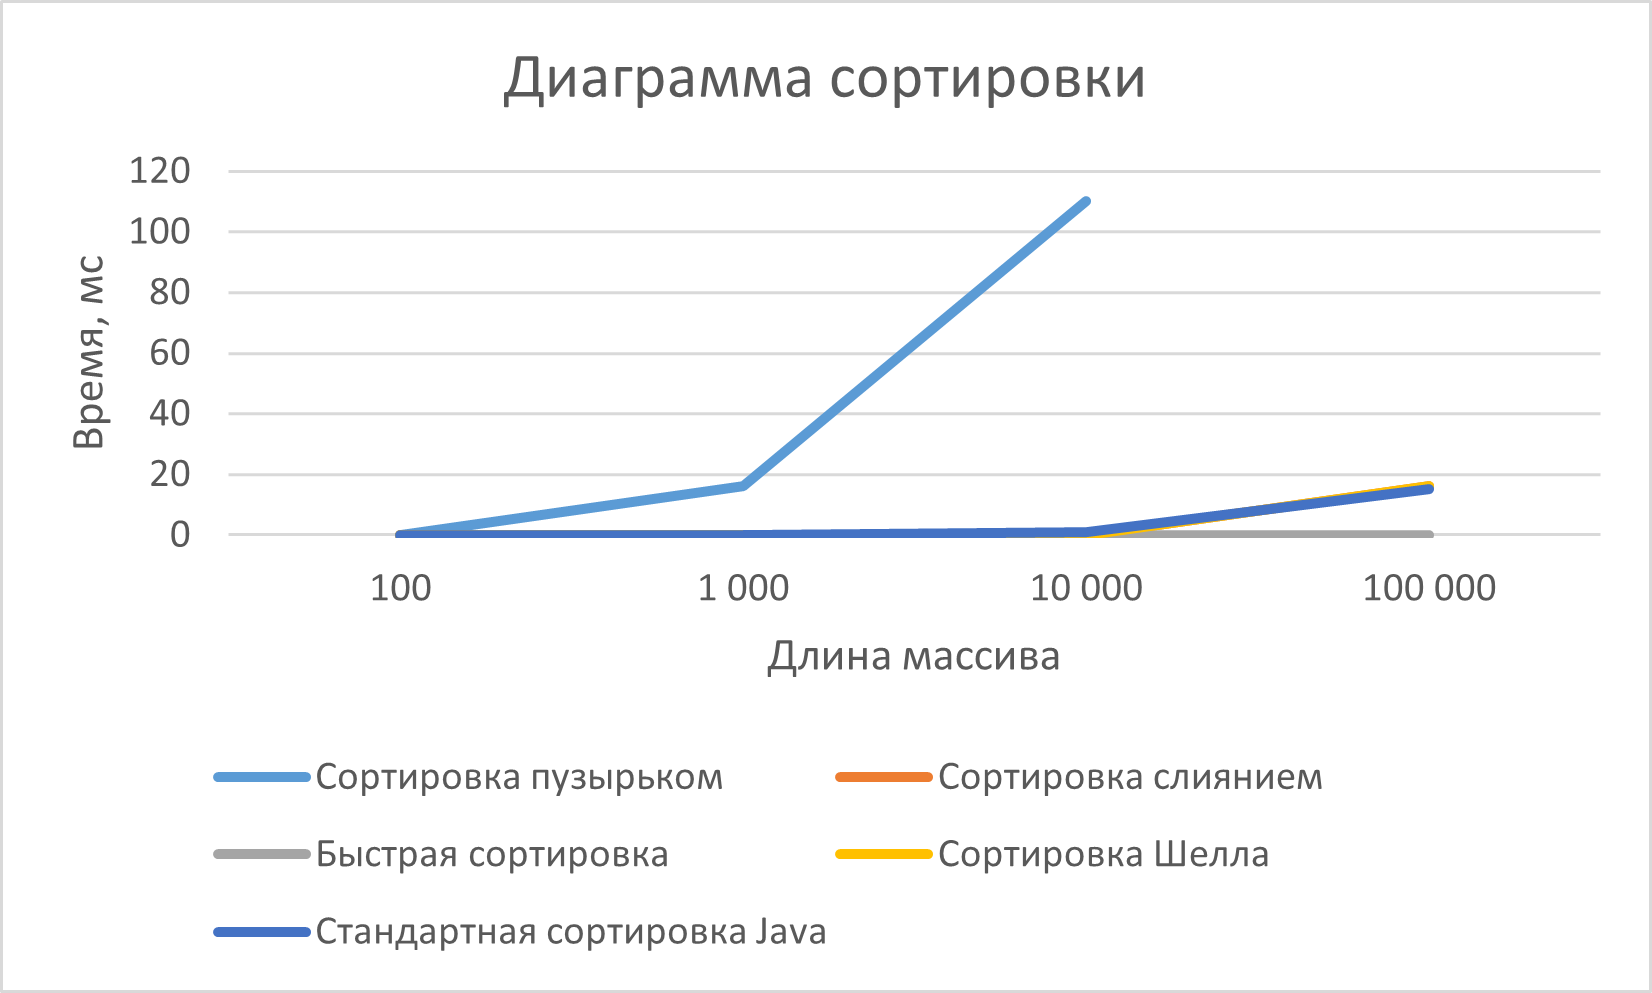 Диаграмма сортировки
120
100
80
60
40
20
0
Время, мс
100 1 000 10 000 100 000
Длина массива
Сортировка пузырьком Сортировка слиянием
Быстрая сортировка Сортировка Шелла
Стандартная сортировка Java